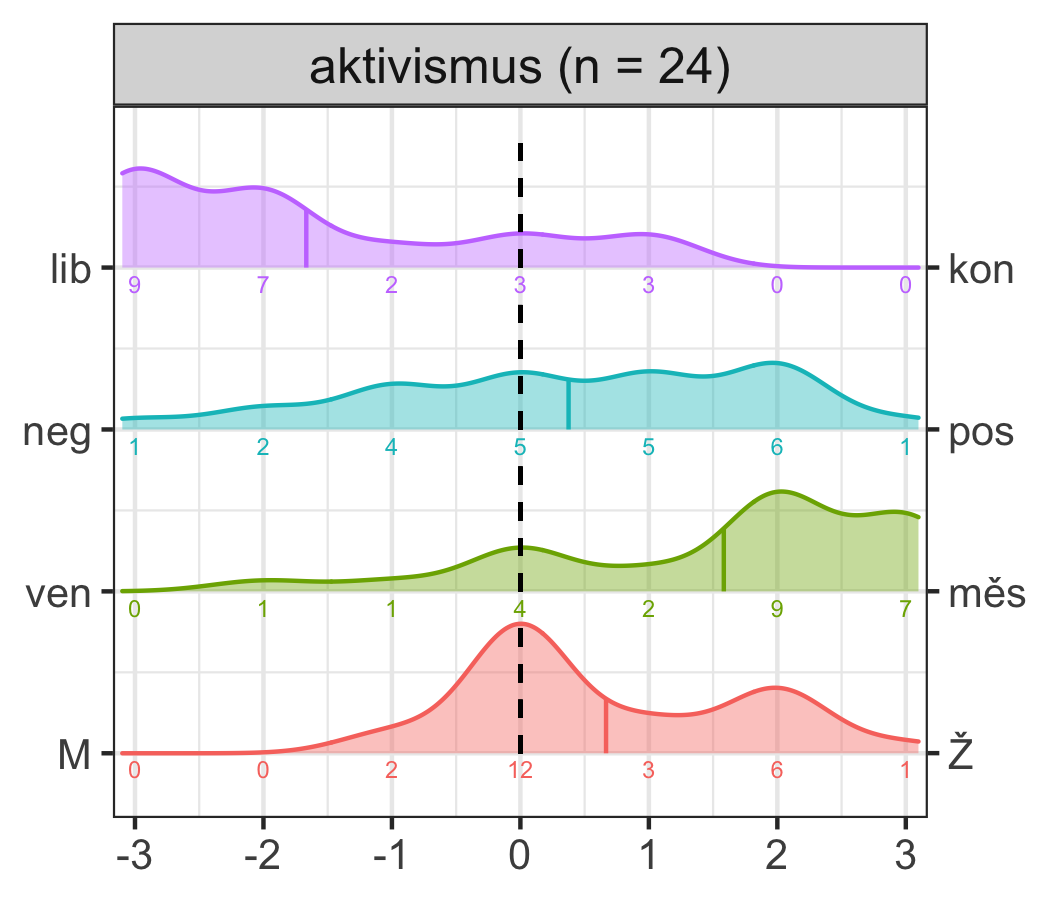 aktivismus (n = 24)
lib kon
9 7 2 3 3 0 0
neg pos
1 2 4 5 5 6 1
ven měs
0 1 1 4 2 9 7
M Ž
0 0 2 12 3 6 1
-3 -2 -1 0 1 2 3